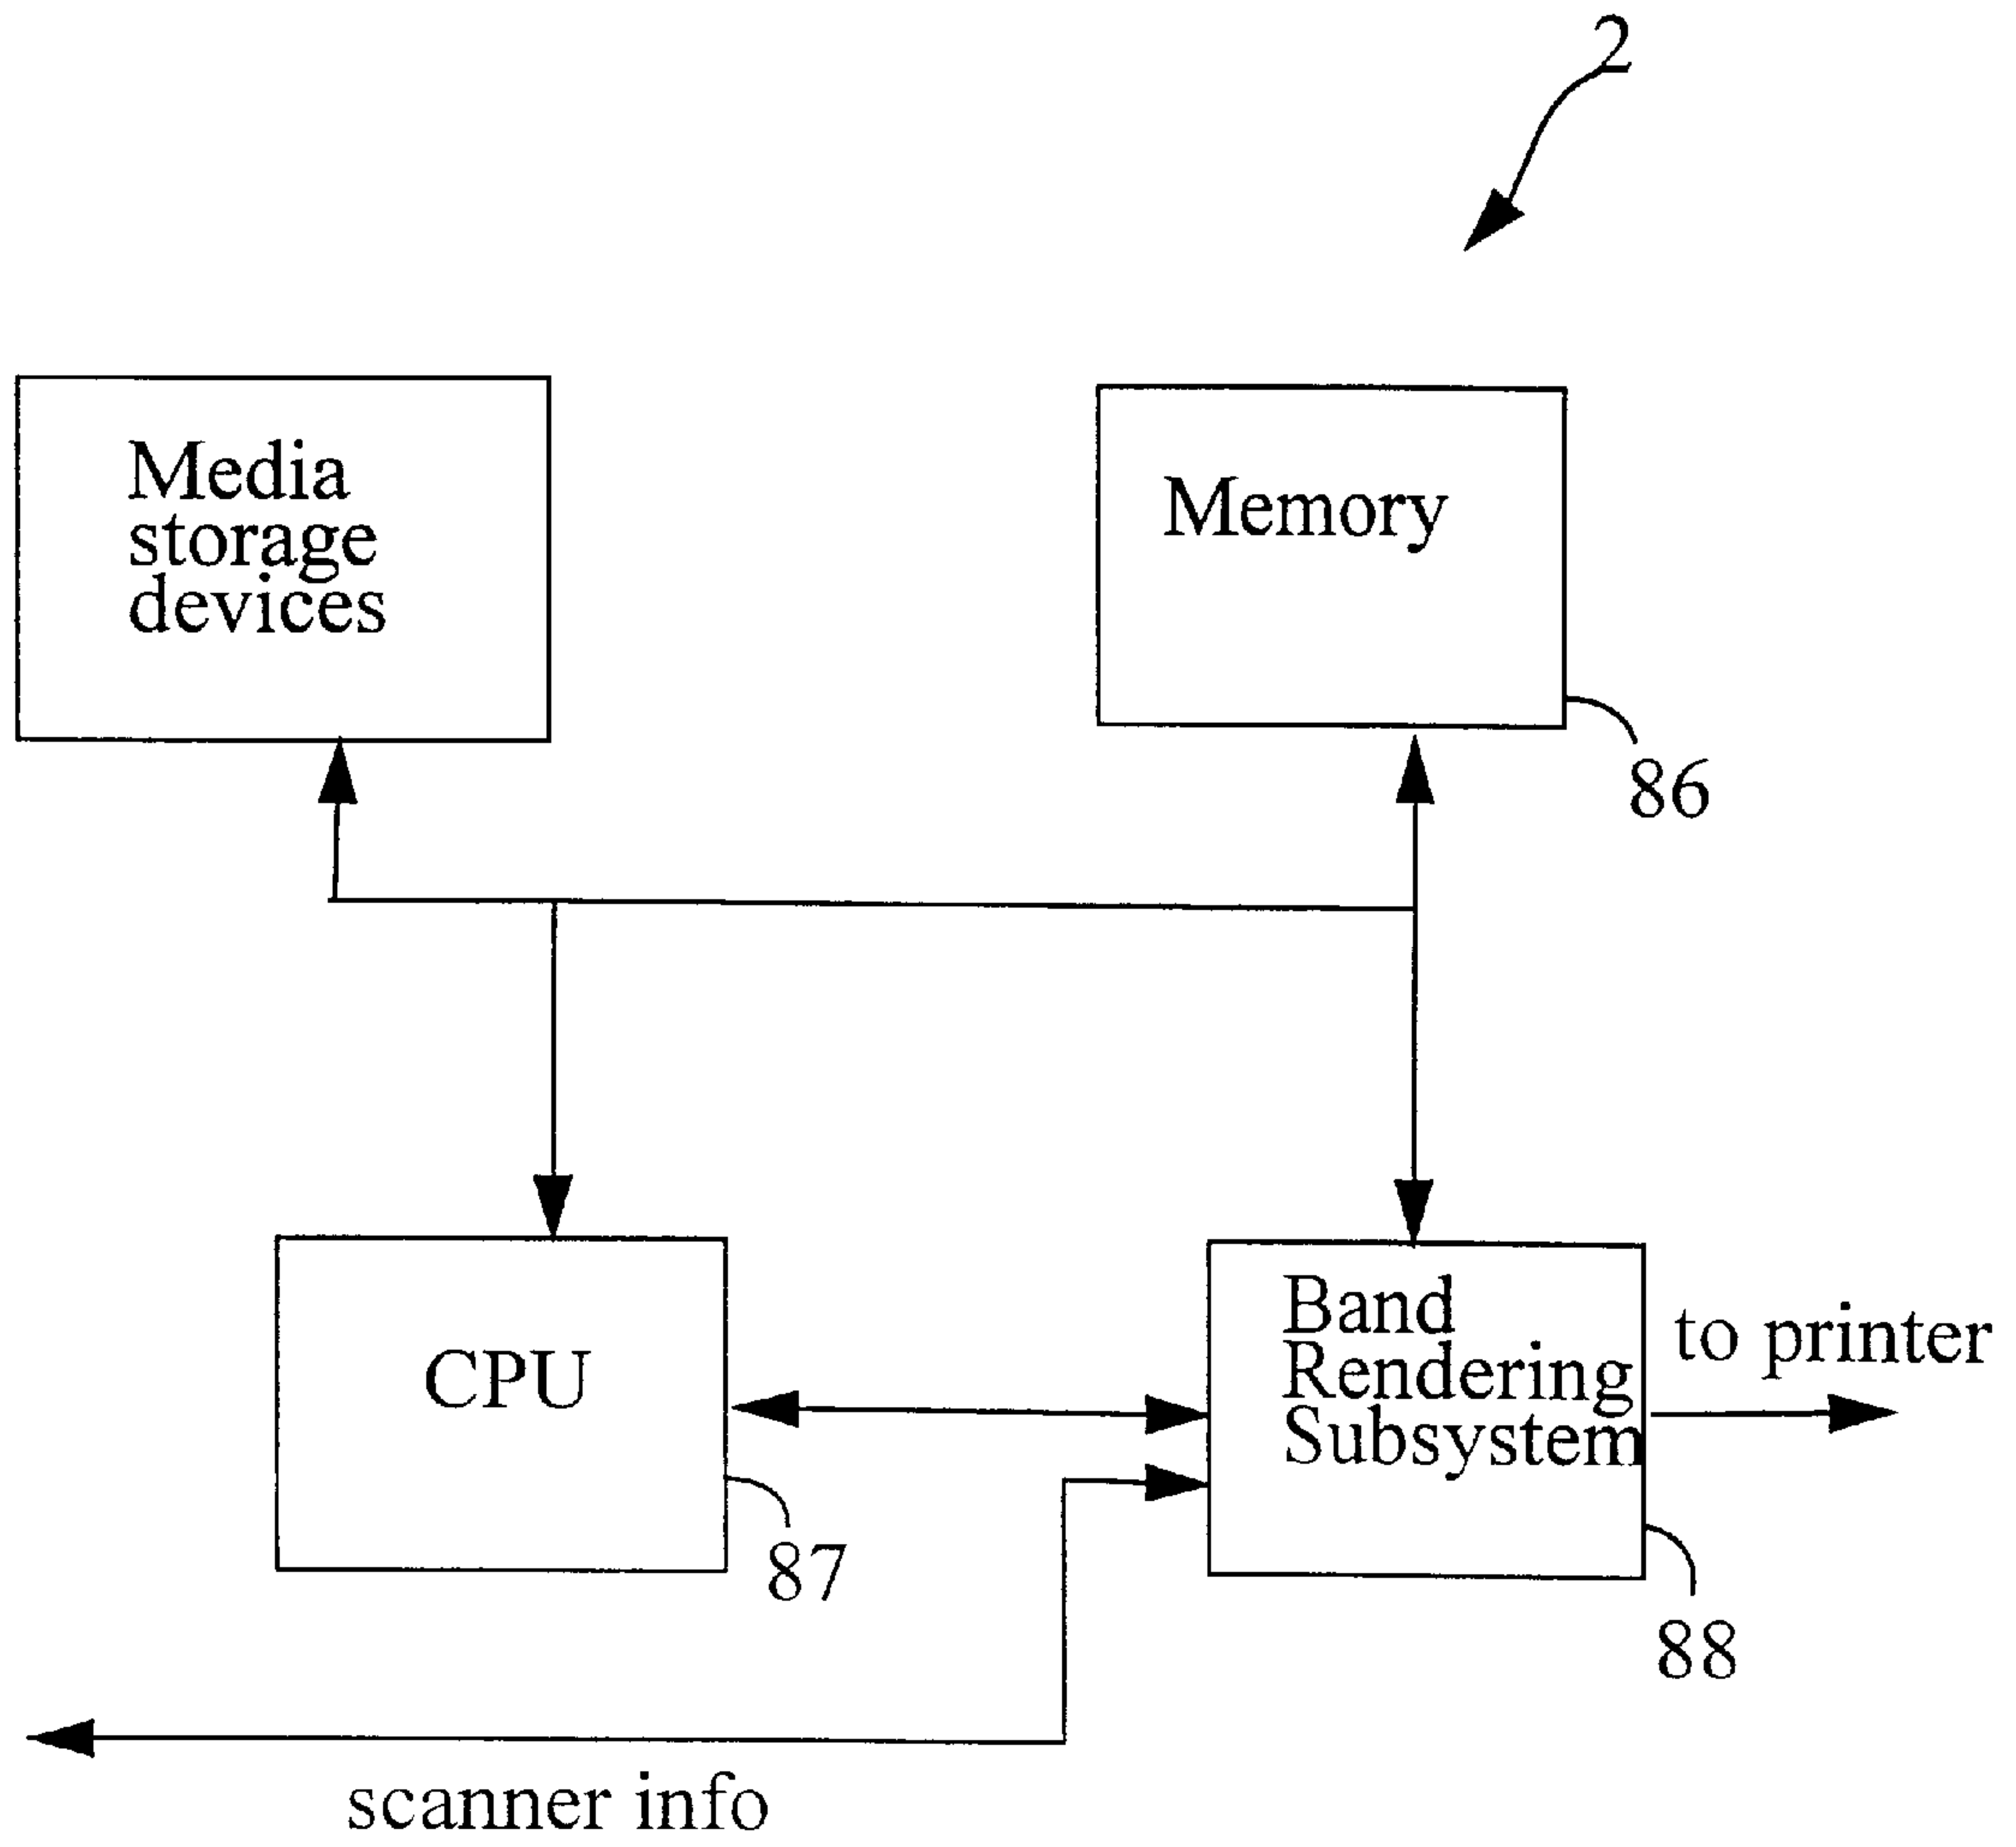 2
Media
storage
devices
Memory
86
CPU
87
Band
Rendering
Subsystem
to printer
88
scanner info